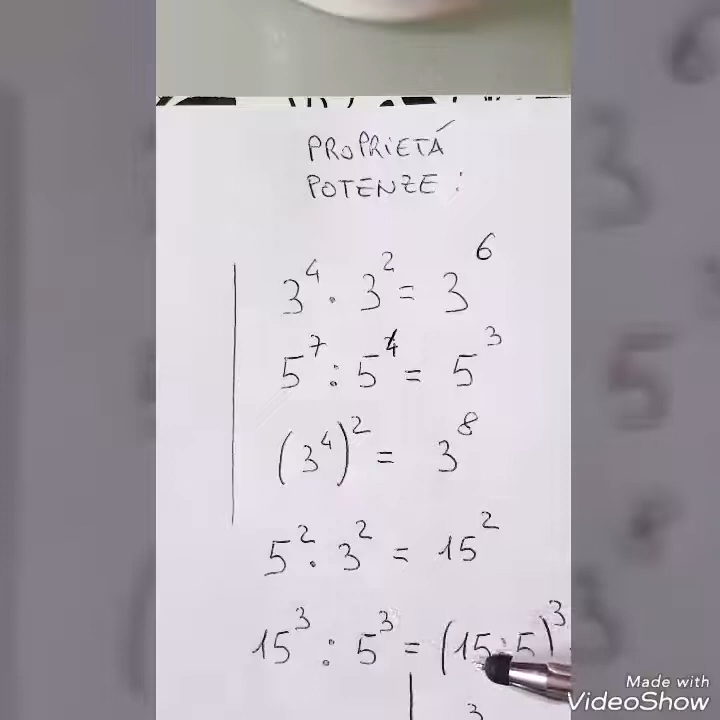 PROPRIETÁ
POTENZE:
3⁴ · 3² = 3⁶
5⁷ : 5⁴ = 5³
(3⁴)² = 3⁸
5² · 3² = 15²
15³ : 5³ = (15:5)³
3
Made with
VideoShow